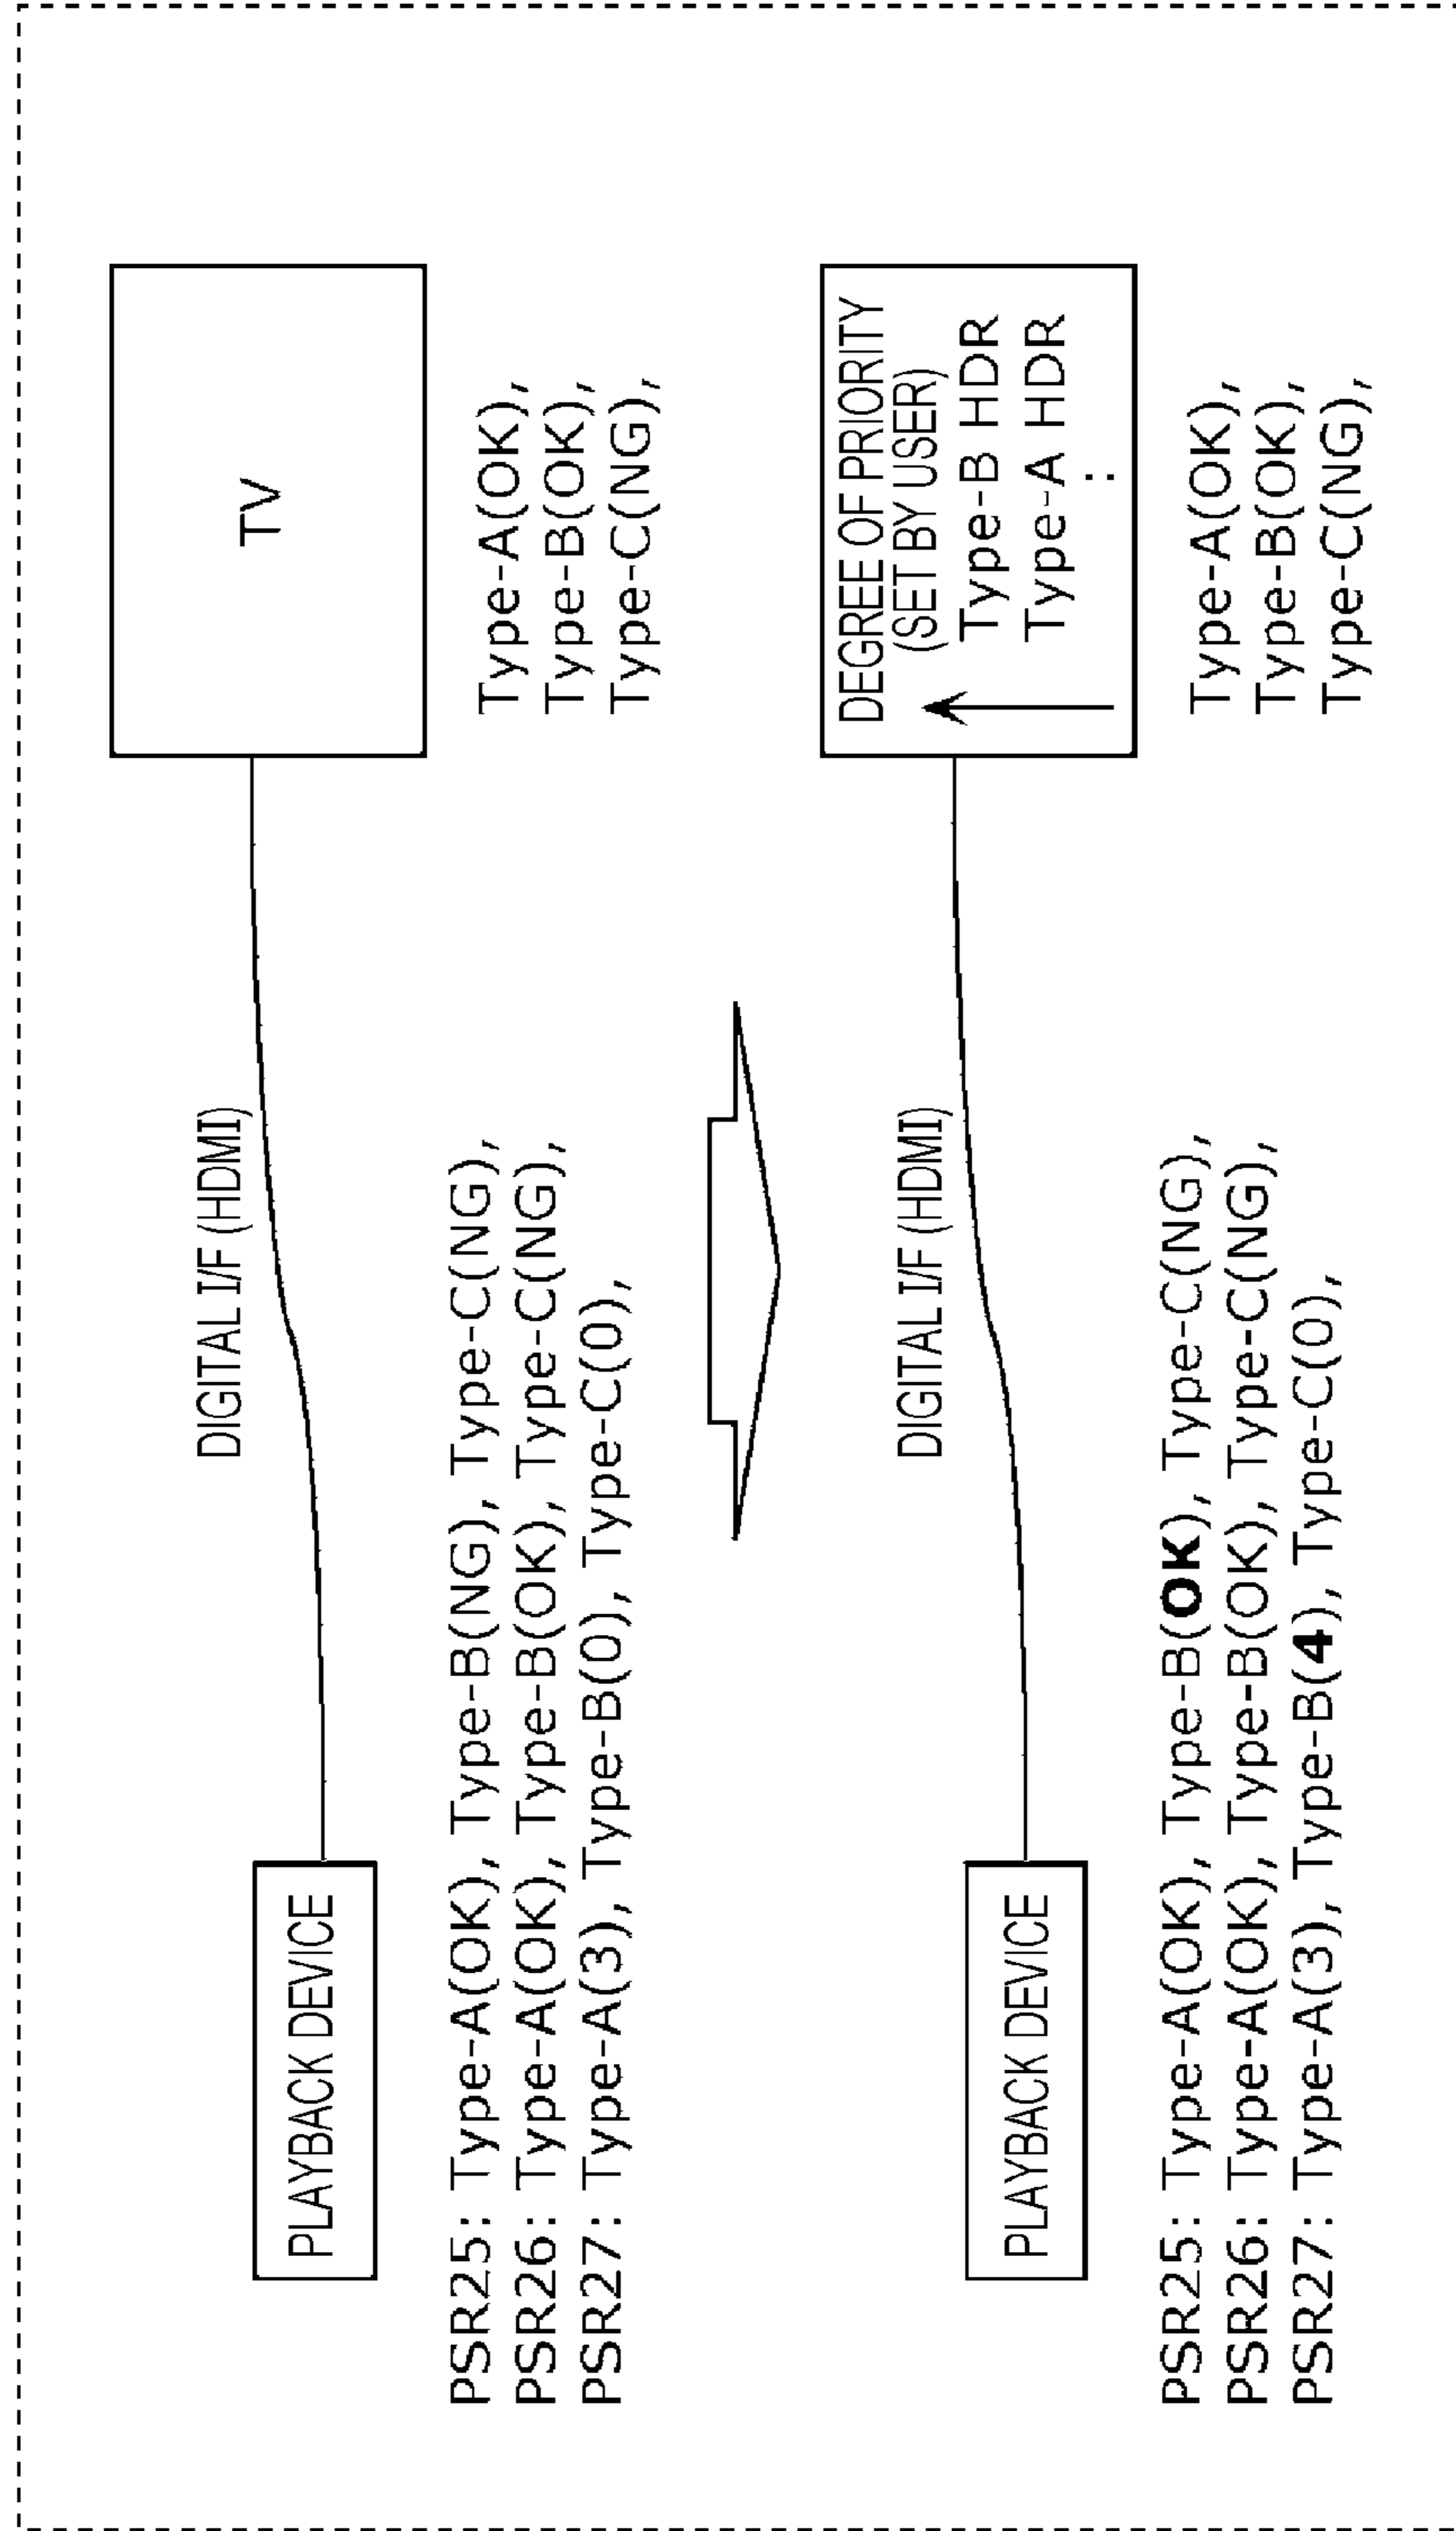 TV
DIGITAL I/F (HDMI)
PLAYBACK DEVICE
Type-A(OK),
Type-B(OK),
Type-C(NG),
PSR25: Type-A(OK), Type-B(NG), Type-C(NG),
PSR26: Type-A(OK), Type-B(OK), Type-C(NG),
PSR27: Type-A(3), Type-B(0), Type-C(0),
DEGREE OF PRIORITY
(SET BY USER)
Type-B HDR
Type-A HDR
:
DIGITAL I/F (HDMI)
PLAYBACK DEVICE
Type-A(OK),
Type-B(OK),
Type-C(NG),
PSR25: Type-A(OK), Type-B(OK), Type-C(NG),
PSR26: Type-A(OK), Type-B(OK), Type-C(NG),
PSR27: Type-A(3), Type-B(4), Type-C(0),